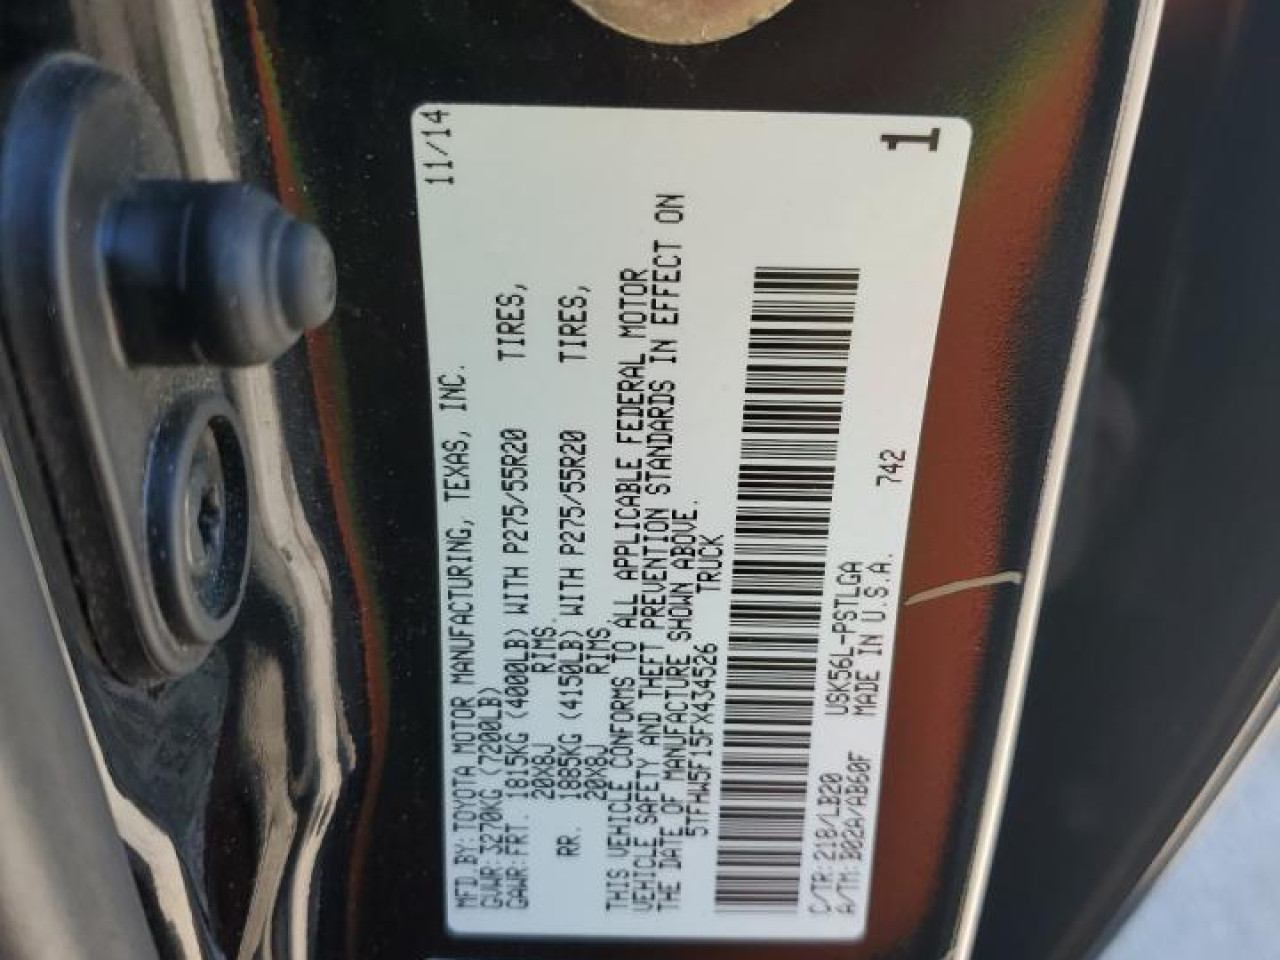 MFD.BY:TOYOTA MOTOR MANUFACTURING, TEXAS, INC. 11/14
GVWR: 3270KG (7200LB)
GAWR:FRT. 1815KG (4000LB) WITH P275/55R20 TIRES,
20X8J RIMS.
RR. 1885KG (4150LB) WITH P275/55R20 TIRES,
20X8J RIMS
THIS VEHICLE CONFORMS TO ALL APPLICABLE FEDERAL MOTOR
VEHICLE SAFETY AND THEFT PREVENTION STANDARDS IN EFFECT ON
THE DATE OF MANUFACTURE SHOWN ABOVE.
5TFHW5F15FX434526 TRUCK
C/TR:218/LB20 USK56L-PSTLGA 742
A/TM:B02A/AB60F MADE IN U.S.A.
1